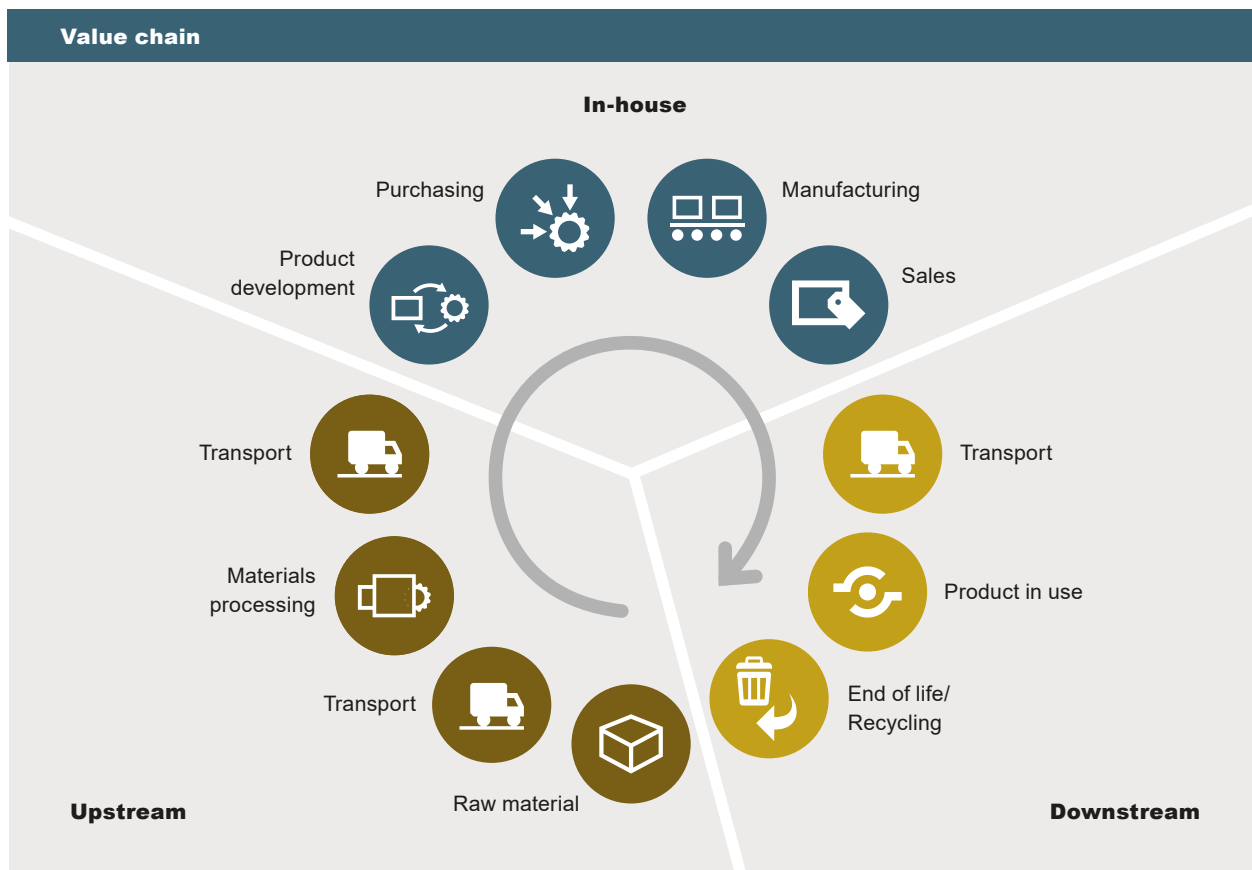 Value chain
In-house
Purchasing
Manufacturing
Product
development
Sales
Transport
Transport
Materials
processing
Product in use
Transport
End of life/
Recycling
Raw material
Upstream
Downstream